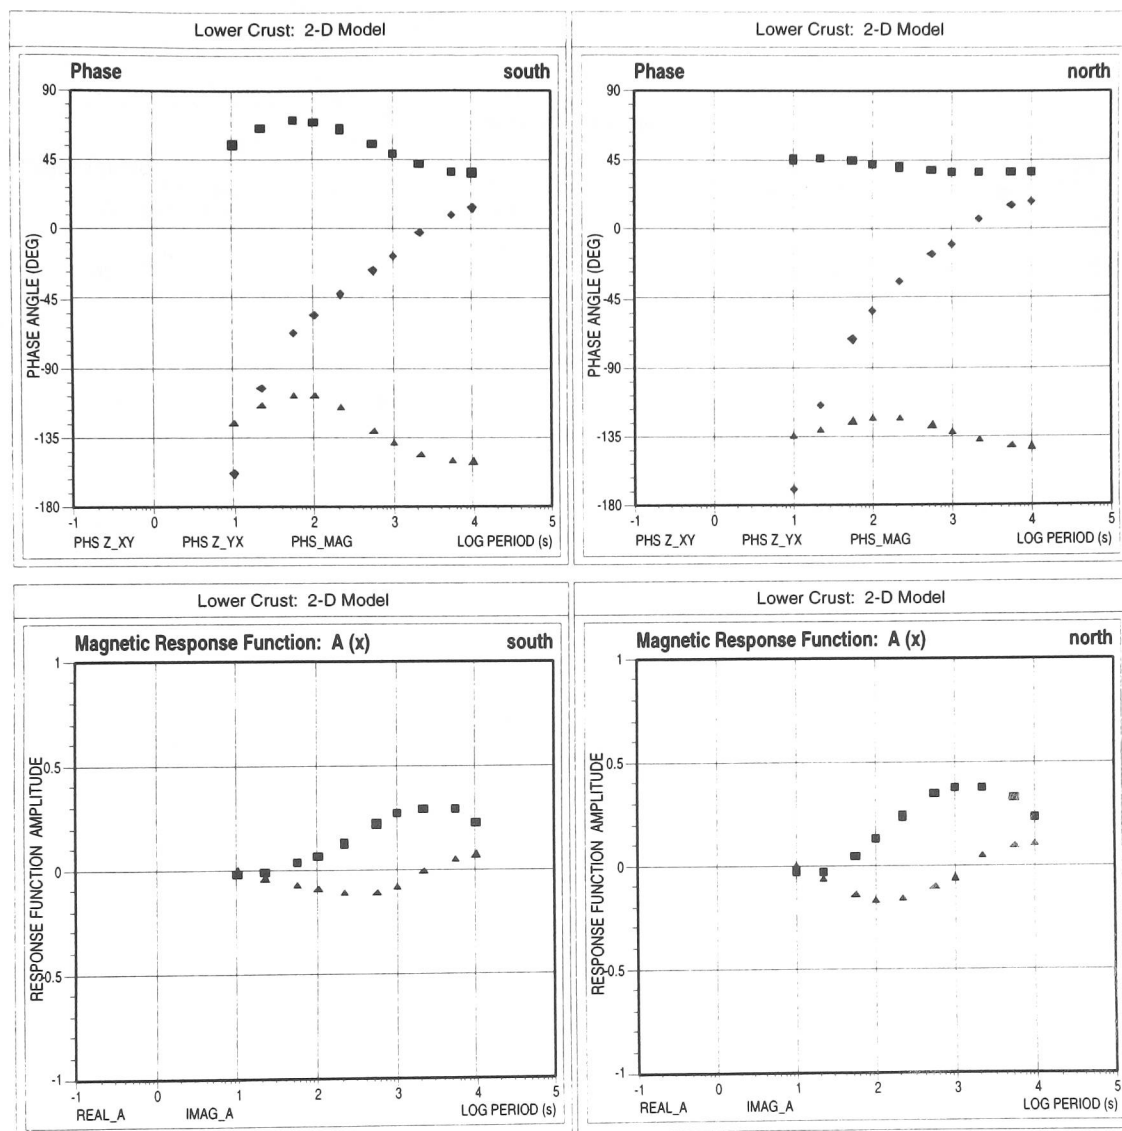 Lower Crust: 2-D Model
Phase south
90
45
0
-45
-90
-135
-180
PHASE ANGLE (DEG)
-1 0 1 2 3 4 5
PHS Z_XY PHS Z_YX PHS_MAG LOG PERIOD (s)
Lower Crust: 2-D Model
Phase north
90
45
0
-45
-90
-135
-180
PHASE ANGLE (DEG)
-1 0 1 2 3 4 5
PHS Z_XY PHS Z_YX PHS_MAG LOG PERIOD (s)
Lower Crust: 2-D Model
Magnetic Response Function: A (x) south
1
0.5
0
-0.5
-1
RESPONSE FUNCTION AMPLITUDE
-1 0 1 2 3 4 5
REAL_A IMAG_A LOG PERIOD (s)
Lower Crust: 2-D Model
Magnetic Response Function: A (x) north
1
0.5
0
-0.5
-1
RESPONSE FUNCTION AMPLITUDE
-1 0 1 2 3 4 5
REAL_A IMAG_A LOG PERIOD (s)